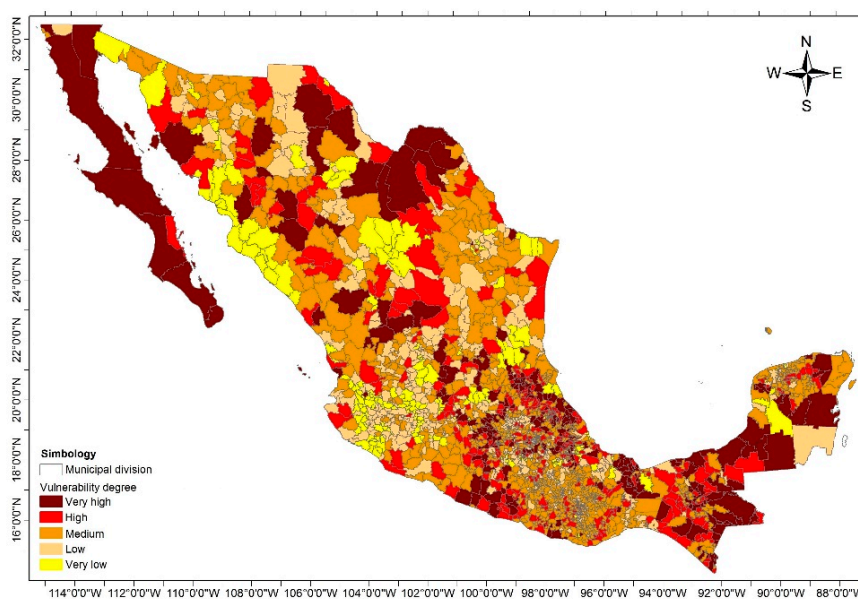 N
W E
S
32°0'0"N
30°0'0"N
28°0'0"N
26°0'0"N
24°0'0"N
22°0'0"N
20°0'0"N
18°0'0"N
16°0'0"N
Simbology
Municipal division
Vulnerability degree
Very high
High
Medium
Low
Very low
114°0'0"W 112°0'0"W 110°0'0"W 108°0'0"W 106°0'0"W 104°0'0"W 102°0'0"W 100°0'0"W 98°0'0"W 96°0'0"W 94°0'0"W 92°0'0"W 90°0'0"W 88°0'0"W